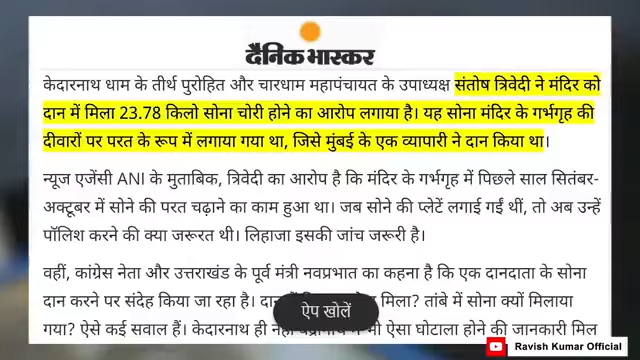 दैनिक भास्कर
केदारनाथ धाम के तीर्थ पुरोहित और चारधाम महापंचायत के उपाध्यक्ष संतोष त्रिवेदी ने मंदिर को
दान में मिला 23.78 किलो सोना चोरी होने का आरोप लगाया है। यह सोना मंदिर के गर्भगृह की
दीवारों पर परत के रूप में लगाया गया था, जिसे मुंबई के एक व्यापारी ने दान किया था।
न्यूज एजेंसी ANI के मुताबिक, त्रिवेदी का आरोप है कि मंदिर के गर्भगृह में पिछले साल सितंबर-
अक्टूबर में सोने की परत चढ़ाने का काम हुआ था। जब सोने की प्लेटें लगाई गईं थीं, तो अब उन्हें
पॉलिश करने की क्या जरूरत थी। लिहाजा इसकी जांच जरूरी है।
वहीं, कांग्रेस नेता और उत्तराखंड के पूर्व मंत्री नवप्रभात का कहना है कि एक दानदाता के सोना
दान करने पर संदेह किया जा रहा है। मिला? तांबे में सोना क्यों मिलाया
ऐप खोलें
गया? ऐसे कई सवाल हैं। केदारनाथ ही भी ऐसा घोटाला होने की जानकारी मिल
Ravish Kumar Official